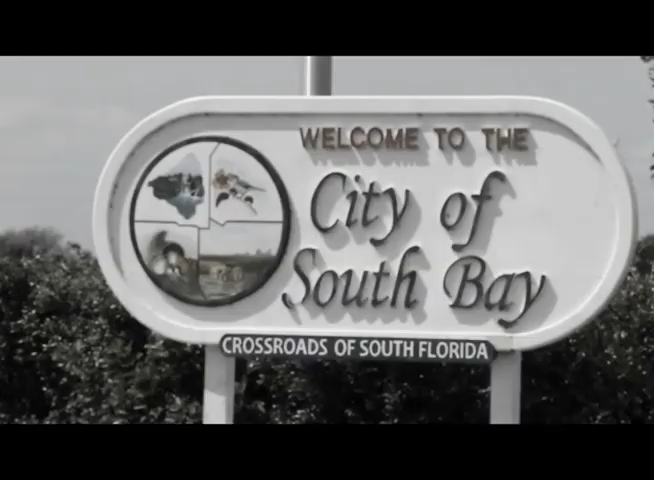 WELCOME TO THE
City of
South Bay
CROSSROADS OF SOUTH FLORIDA